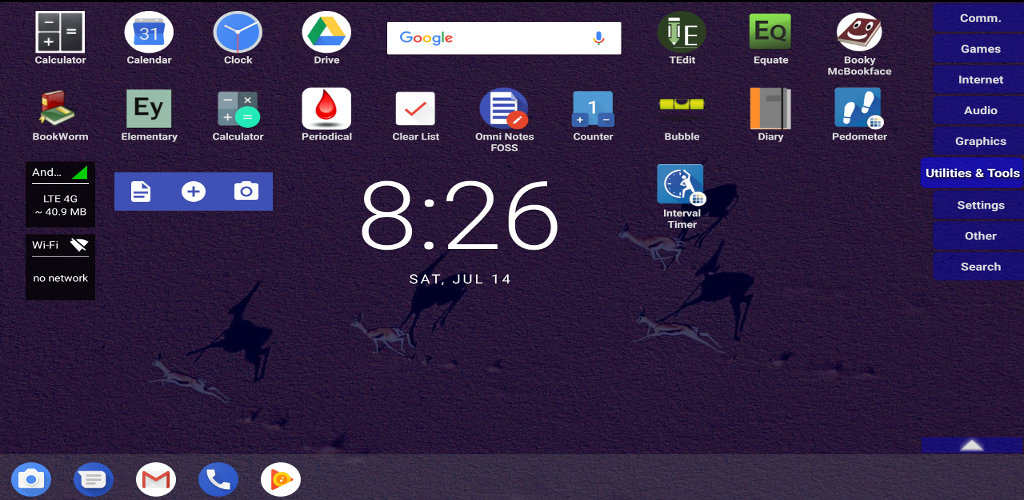 Calculator
Calendar
31
Clock
Drive
Google
TEdit
TE
Equate
EQ
Booky
McBookface
BookWorm
Elementary
Ey
Calculator
Periodical
Clear List
Omni Notes
FOSS
Counter
1
Bubble
Diary
Pedometer
And...
LTE 4G
~ 40.9 MB
Wi-Fi
no network
8:26
SAT, JUL 14
Interval
Timer
Comm.
Games
Internet
Audio
Graphics
Utilities & Tools
Settings
Other
Search